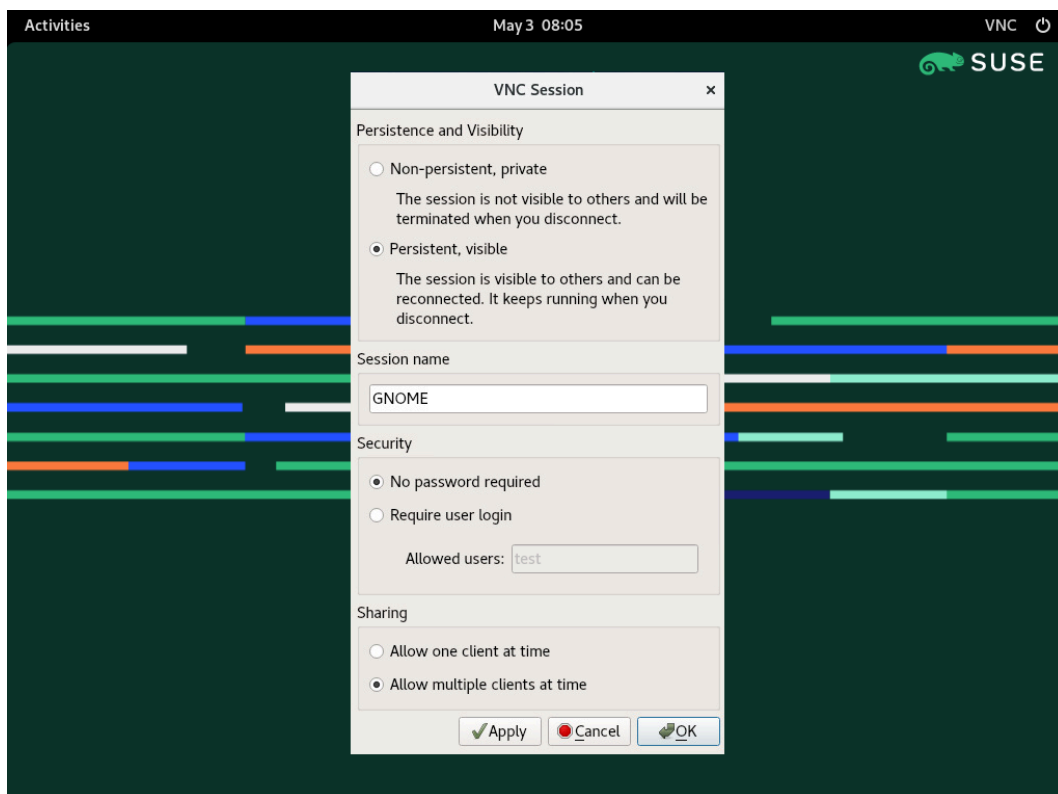 Activities
May 3 08:05
VNC
SUSE
VNC Session
Persistence and Visibility
Non-persistent, private
The session is not visible to others and will be
terminated when you disconnect.
Persistent, visible
The session is visible to others and can be
reconnected. It keeps running when you
disconnect.
Session name
GNOME
Security
No password required
Require user login
Allowed users: test
Sharing
Allow one client at time
Allow multiple clients at time
Apply
Cancel
OK